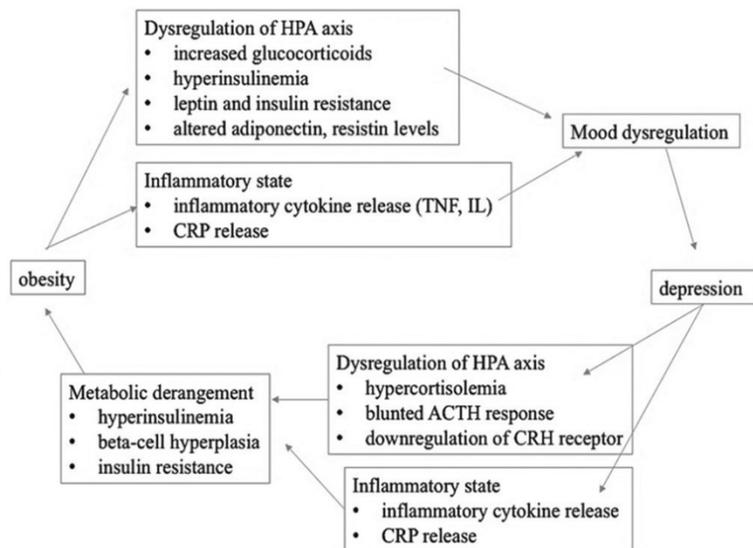 Dysregulation of HPA axis
• increased glucocorticoids
• hyperinsulinemia
• leptin and insulin resistance
• altered adiponectin, resistin levels
Mood dysregulation
Inflammatory state
• inflammatory cytokine release (TNF, IL)
• CRP release
obesity
depression
Dysregulation of HPA axis
• hypercortisolemia
• blunted ACTH response
• downregulation of CRH receptor
Metabolic derangement
• hyperinsulinemia
• beta-cell hyperplasia
• insulin resistance
Inflammatory state
• inflammatory cytokine release
• CRP release